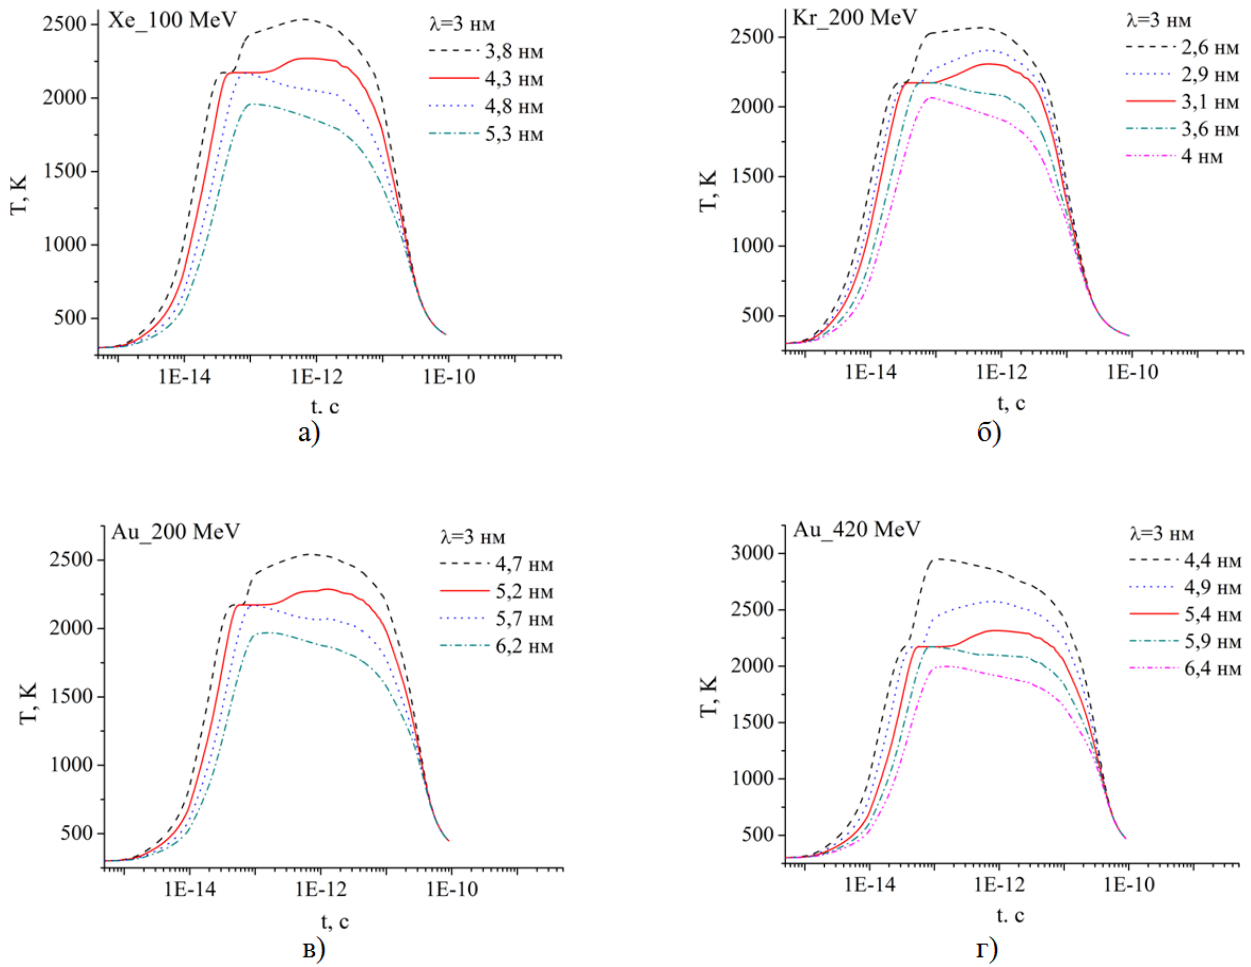 Xe_100 MeV
λ=3 нм
3,8 нм
4,3 нм
4,8 нм
5,3 нм
2500
2000
1500
1000
500
T, K
1E-14 1E-12 1E-10
t, c
а)
Kr_200 MeV
λ=3 нм
2,6 нм
2,9 нм
3,1 нм
3,6 нм
4 нм
2500
2000
1500
1000
500
T, K
1E-14 1E-12 1E-10
t, c
б)
Au_200 MeV
λ=3 нм
4,7 нм
5,2 нм
5,7 нм
6,2 нм
2500
2000
1500
1000
500
T, K
1E-14 1E-12 1E-10
t, c
в)
Au_420 MeV
λ=3 нм
4,4 нм
4,9 нм
5,4 нм
5,9 нм
6,4 нм
3000
2500
2000
1500
1000
500
T, K
1E-14 1E-12 1E-10
t. c
г)